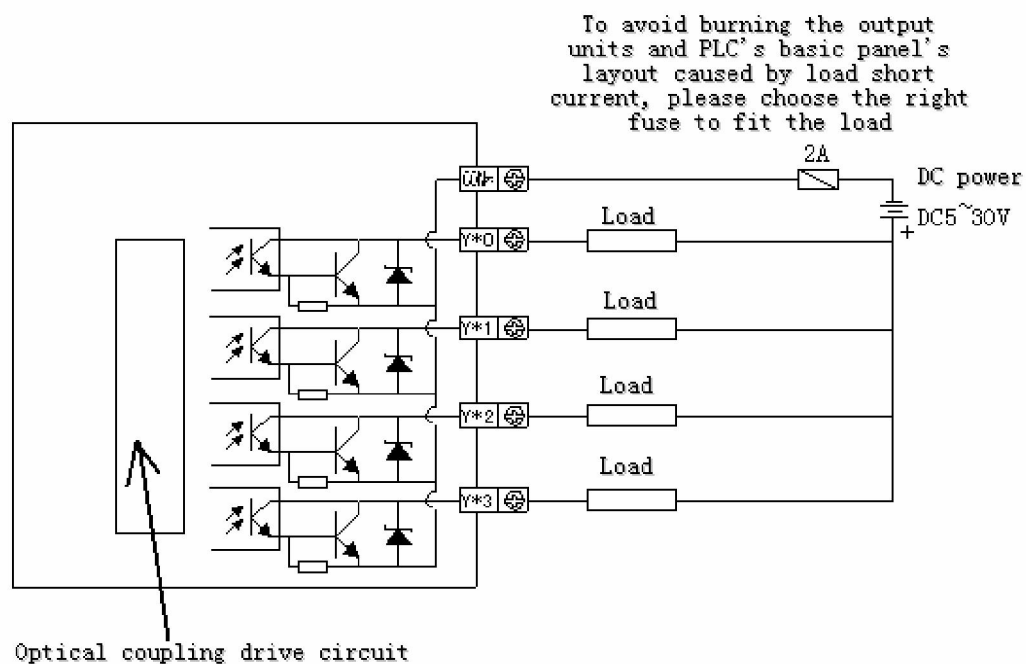 To avoid burning the output
units and PLC's basic panel's
layout caused by load short
current, please choose the right
fuse to fit the load
2A
DC power
DC5~30V
+
Load
Y*0
Load
Y*1
Load
Y*2
Load
Y*3
Optical coupling drive circuit